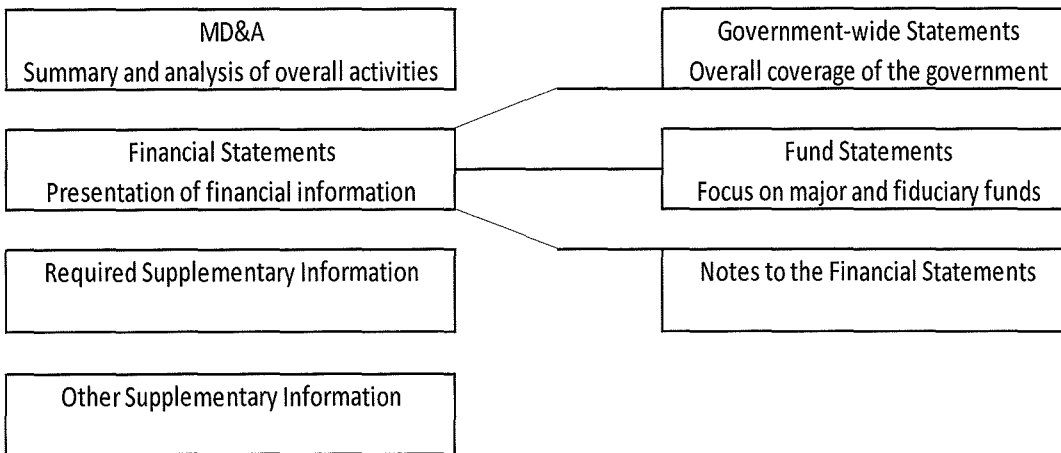 MD&A
Summary and analysis of overall activities
Government-wide Statements
Overall coverage of the government
Financial Statements
Presentation of financial information
Fund Statements
Focus on major and fiduciary funds
Required Supplementary Information
Notes to the Financial Statements
Other Supplementary Information